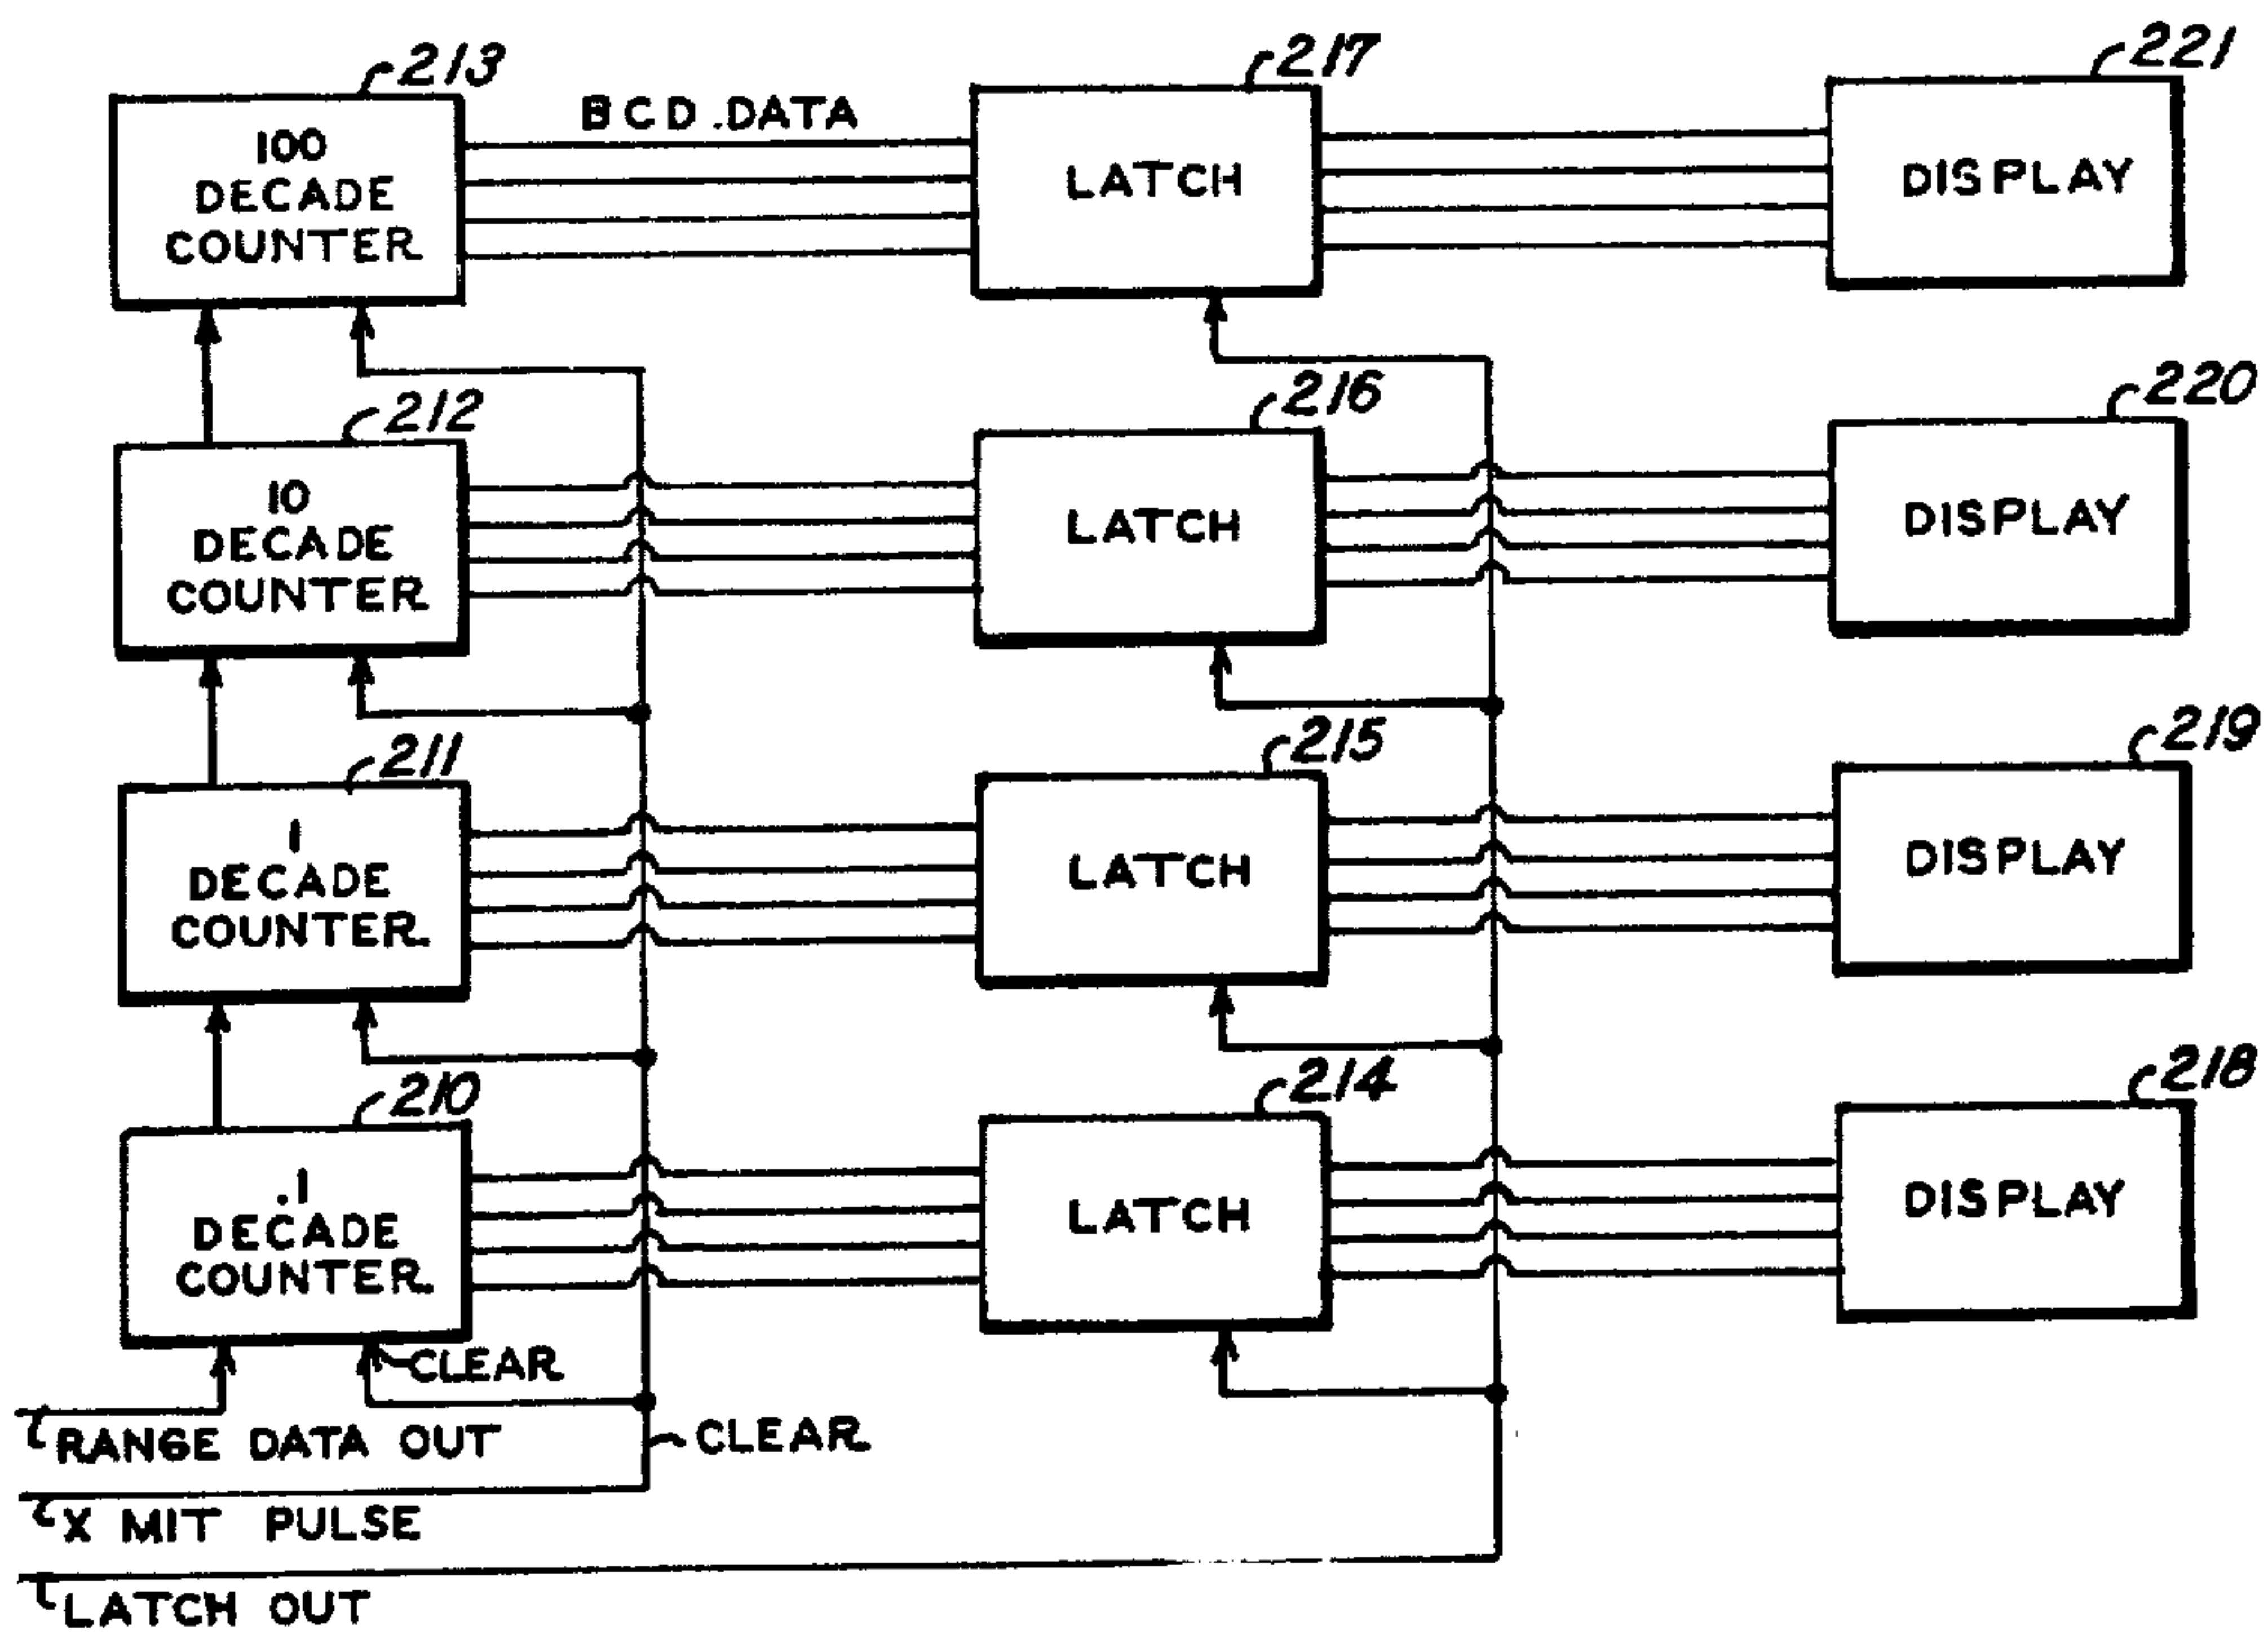 213
217
221
BCD.DATA
100
DECADE
COUNTER
LATCH
DISPLAY
212
216
220
10
DECADE
COUNTER
LATCH
DISPLAY
211
215
219
1
DECADE
COUNTER
LATCH
DISPLAY
210
214
218
.1
DECADE
COUNTER
LATCH
DISPLAY
CLEAR
RANGE DATA OUT
CLEAR
X MIT PULSE
LATCH OUT